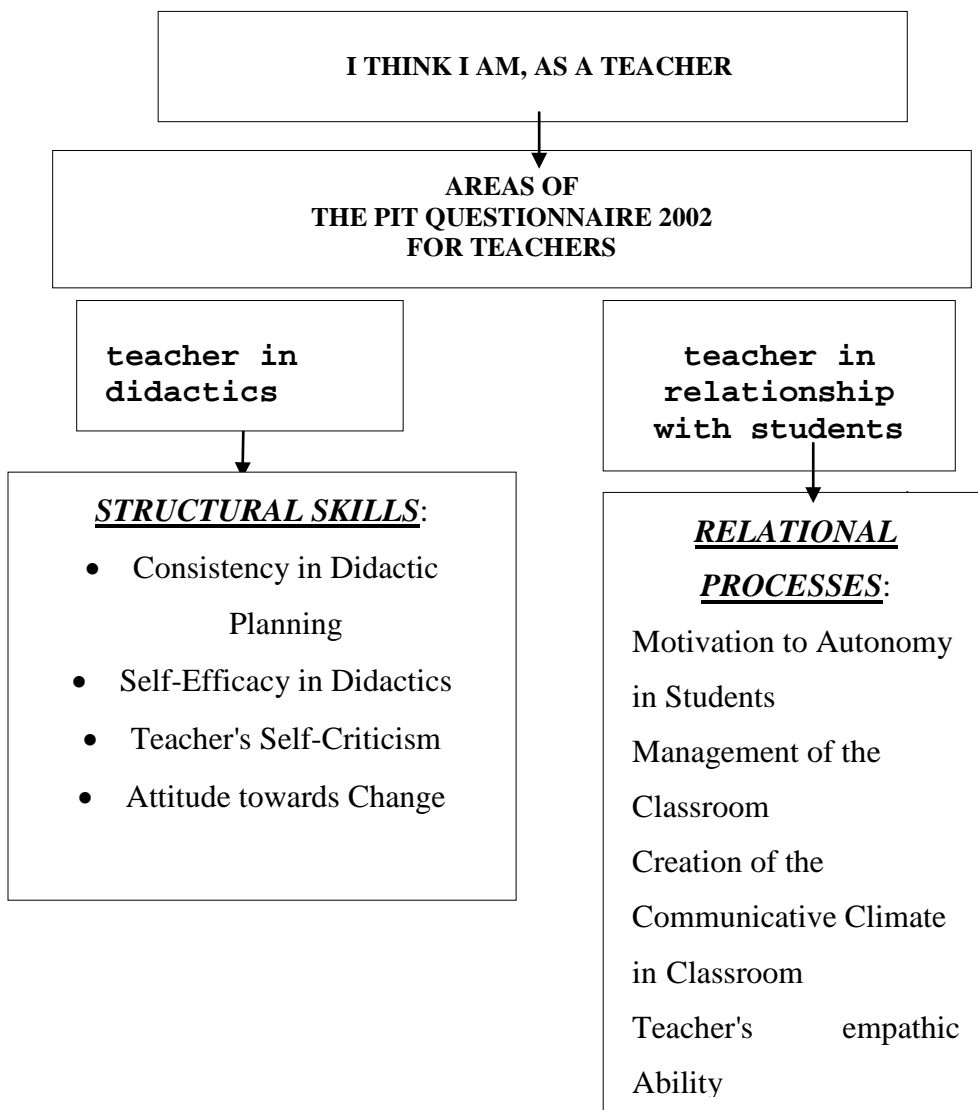 I THINK I AM, AS A TEACHER
AREAS OF
THE PIT QUESTIONNAIRE 2002
FOR TEACHERS
teacher in
didactics
teacher in
relationship
with students
STRUCTURAL SKILLS:
• Consistency in Didactic
Planning
• Self-Efficacy in Didactics
• Teacher's Self-Criticism
• Attitude towards Change
RELATIONAL
PROCESSES:
Motivation to Autonomy
in Students
Management of the
Classroom
Creation of the
Communicative Climate
in Classroom
Teacher's empathic
Ability